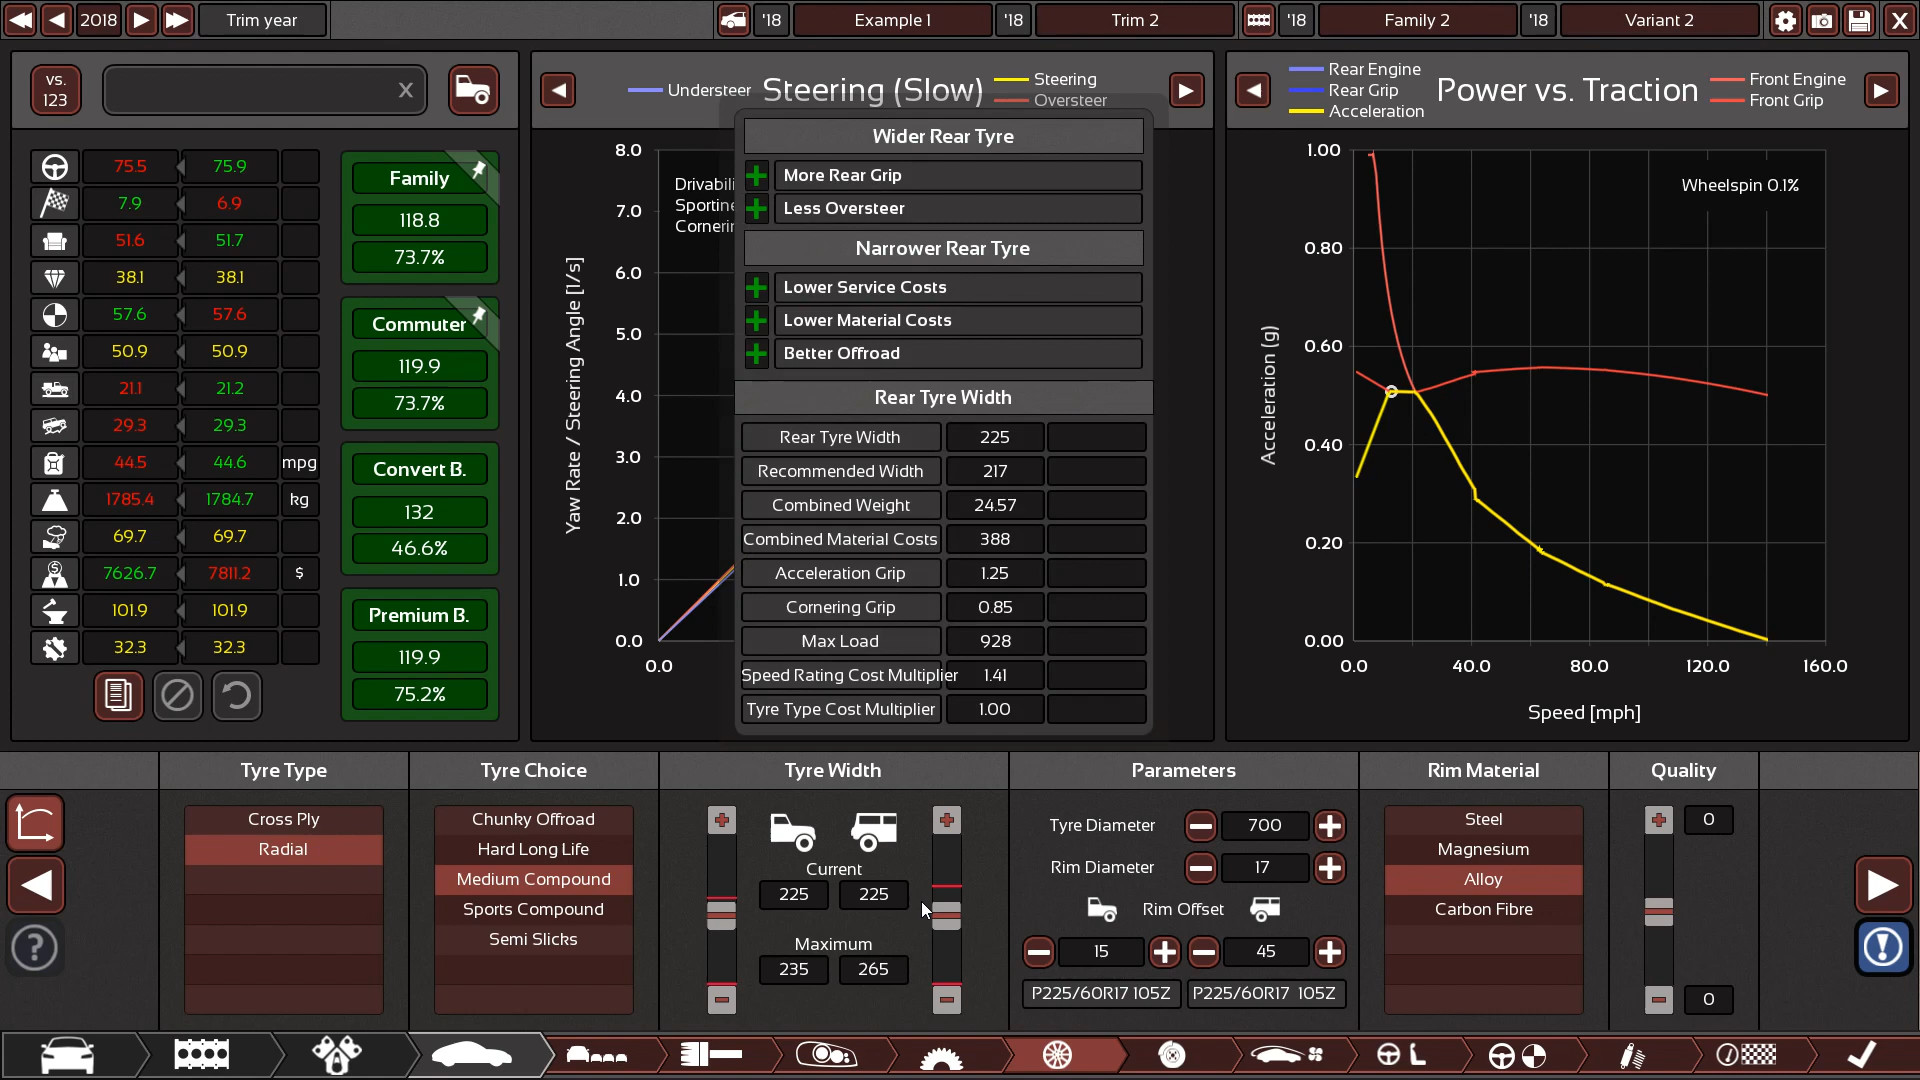 2018
Trim year
'18
Example 1
'18
Trim 2
'18
Family 2
'18
Variant 2
X
vs.
123
x
75.5 75.9
7.9 6.9
51.6 51.7
38.1 38.1
57.6 57.6
50.9 50.9
21.1 21.2
29.3 29.3
44.5 44.6 mpg
1785.4 1784.7 kg
69.7 69.7
7626.7 7811.2 $
101.9 101.9
32.3 32.3
Family
118.8
73.7%
Commuter
119.9
73.7%
Convert B.
132
46.6%
Premium B.
119.9
75.2%
Understeer
Steering (Slow)
Steering
Oversteer
Yaw Rate / Steering Angle [1/s]
8.0
7.0
6.0
5.0
4.0
3.0
2.0
1.0
0.0
0.0
Drivabili
Sportine
Cornerin
Wider Rear Tyre
More Rear Grip
Less Oversteer
Narrower Rear Tyre
Lower Service Costs
Lower Material Costs
Better Offroad
Rear Tyre Width
Rear Tyre Width 225
Recommended Width 217
Combined Weight 24.57
Combined Material Costs 388
Acceleration Grip 1.25
Cornering Grip 0.85
Max Load 928
Speed Rating Cost Multiplier 1.41
Tyre Type Cost Multiplier 1.00
Rear Engine
Rear Grip
Acceleration
Power vs. Traction
Front Engine
Front Grip
Wheelspin 0.1%
Acceleration (g)
1.00
0.80
0.60
0.40
0.20
0.00
0.0 40.0 80.0 120.0 160.0
Speed [mph]
Tyre Type
Cross Ply
Radial
Tyre Choice
Chunky Offroad
Hard Long Life
Medium Compound
Sports Compound
Semi Slicks
Tyre Width
Current
225 225
Maximum
235 265
Parameters
Tyre Diameter 700
Rim Diameter 17
Rim Offset
15 45
P225/60R17 105Z P225/60R17 105Z
Rim Material
Steel
Magnesium
Alloy
Carbon Fibre
Quality
0
0
?